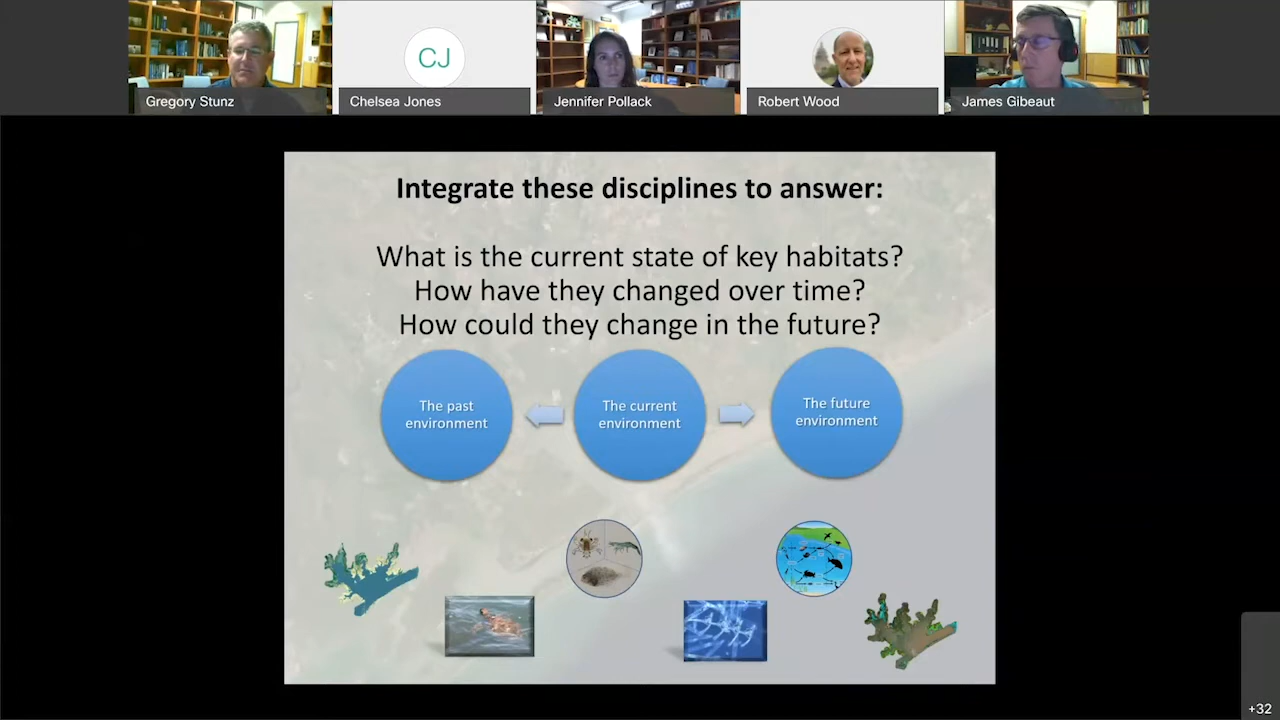 CJ
Gregory Stunz
Chelsea Jones
Jennifer Pollack
Robert Wood
James Gibeaut
Integrate these disciplines to answer:
What is the current state of key habitats?
How have they changed over time?
How could they change in the future?
The past
environment
The current
environment
The future
environment
+32